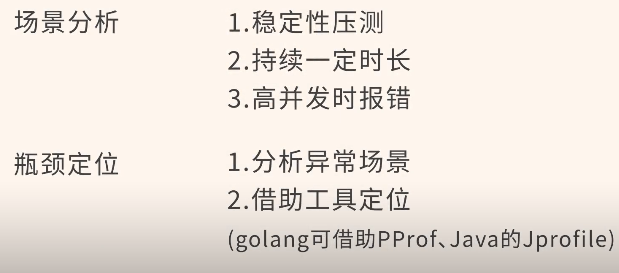 场景分析
1.稳定性压测
2.持续一定时长
3.高并发时报错
瓶颈定位
1.分析异常场景
2.借助工具定位
(golang可借助PProf、Java的Jprofile)